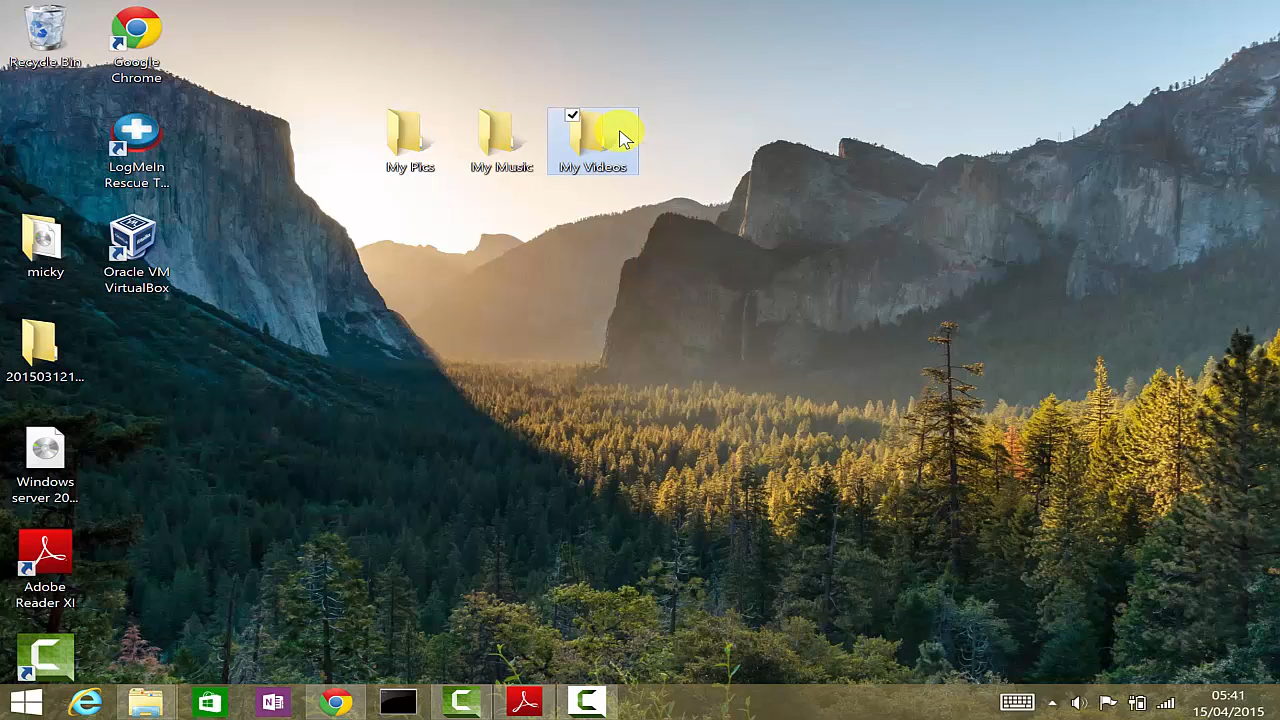 Recycle Bin
Google
Chrome
LogMeIn
Rescue T...
micky
Oracle VM
VirtualBox
201503121...
Windows
server 20...
Adobe
Reader XI
My Pics
My Music
My Videos
N
05:41
15/04/2015